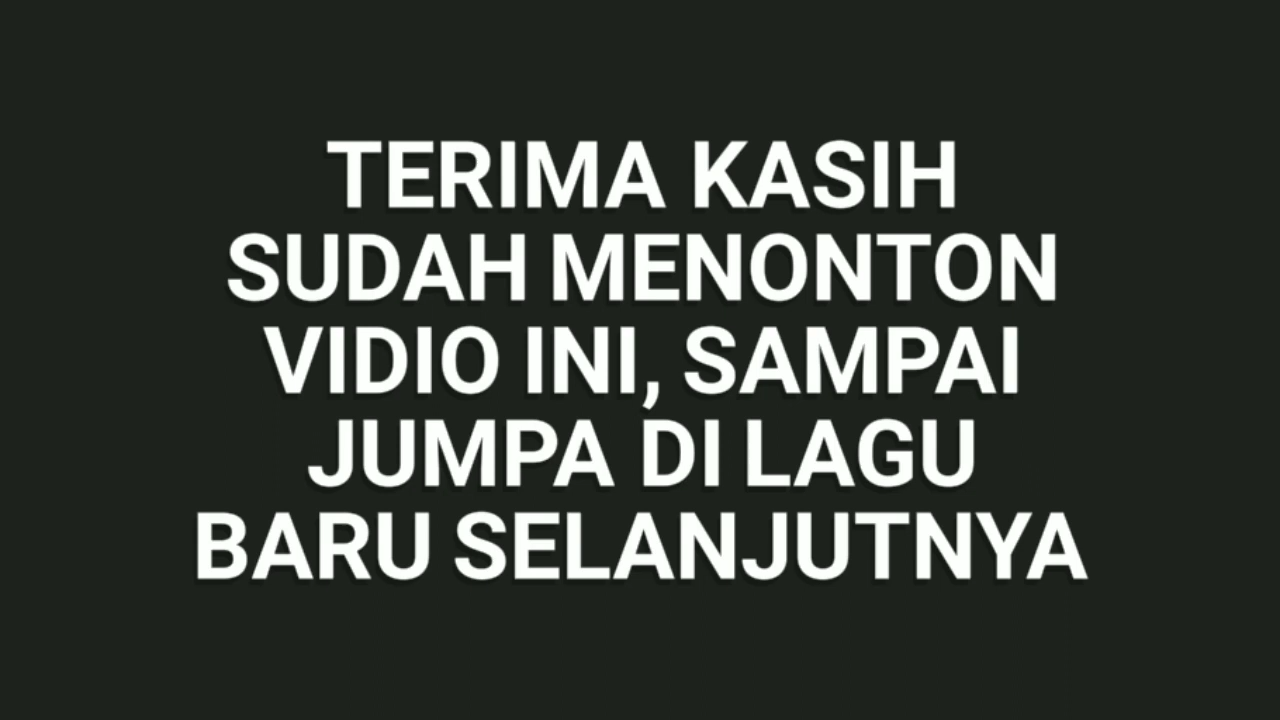 TERIMA KASIH
SUDAH MENONTON
VIDIO INI, SAMPAI
JUMPA DI LAGU
BARU SELANJUTNYA